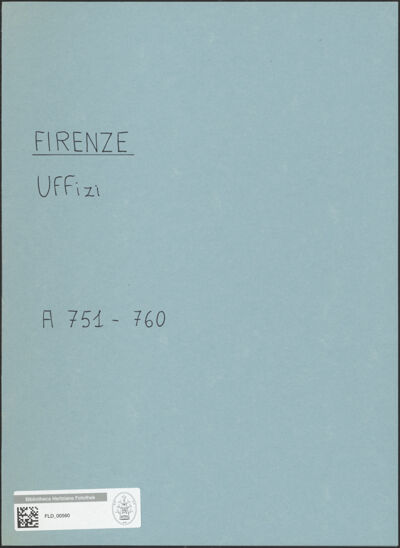 FIRENZE
Uffizi
A 751 - 760
Bibliotheca Hertziana Fotothek
FLD_00560